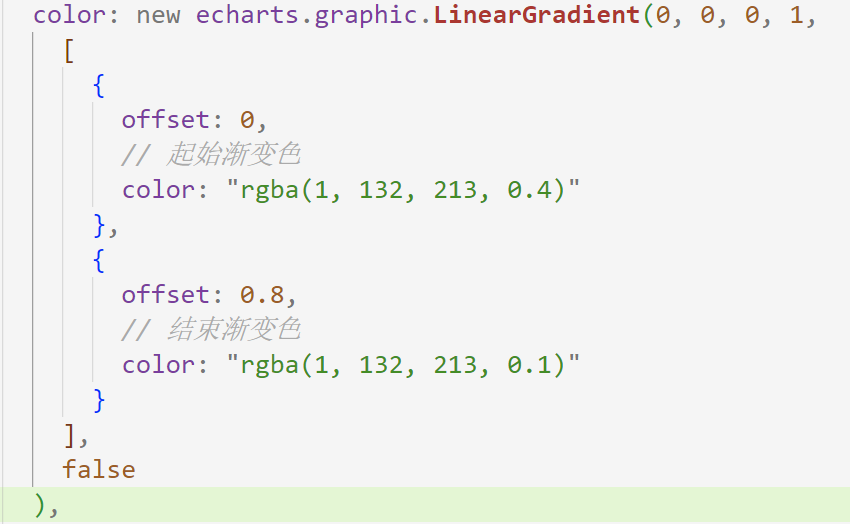 color: new echarts.graphic.LinearGradient(0, 0, 0, 1,
[
{
offset: 0,
// 起始渐变色
color: "rgba(1, 132, 213, 0.4)"
},
{
offset: 0.8,
// 结束渐变色
color: "rgba(1, 132, 213, 0.1)"
}
],
false
),